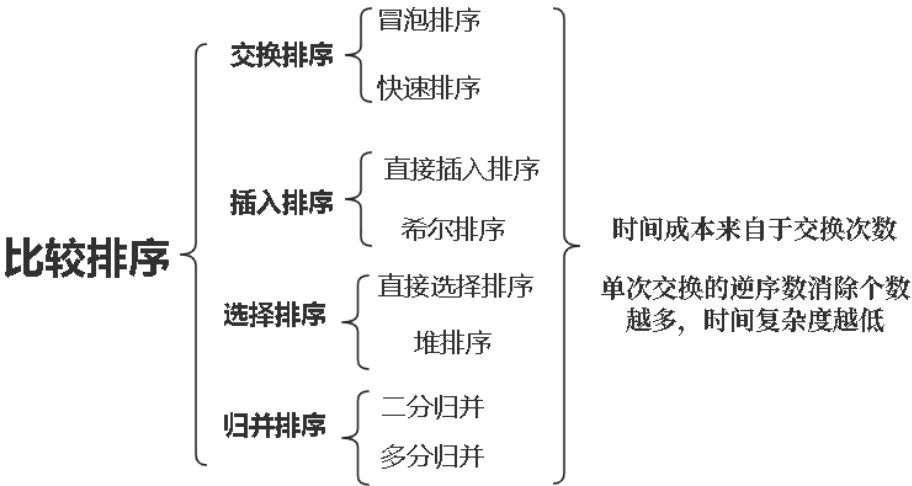 比较排序
交换排序
冒泡排序
快速排序
插入排序
直接插入排序
希尔排序
选择排序
直接选择排序
堆排序
归并排序
二分归并
多分归并
时间成本来自于交换次数
单次交换的逆序数消除个数
越多，时间复杂度越低